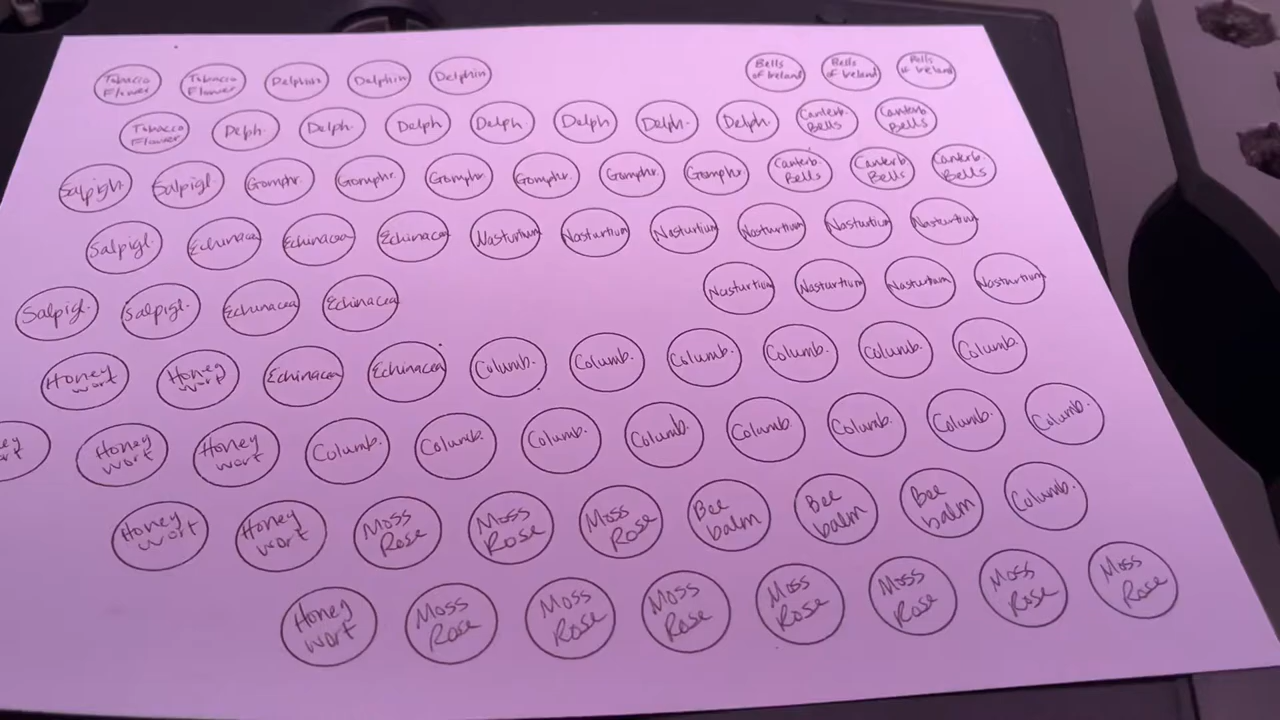 Tobacco Flower Tobacco Flower Delphin Delphin Delphin Bells of Ireland Bells of Ireland Bells of Ireland
Tobacco Flower Delph. Delph. Delph Delph Delph Delph. Delph. Canterb. Bells Canterb Bells
Salpigl. Salpigl. Gomphr. Gomphr. Gomphr. Gomphr. Gomphr. Gomphr. Canterb. Bells Canterb Bells Canterb. Bells
Salpigl. Echinacea Echinacea Echinacea Nasturtium Nasturtium Nasturtium Nasturtium Nasturtium Nasturtium
Salpigl. Salpigl. Echinacea Echinacea Nasturtium Nasturtium Nasturtium Nasturtium
Honey wort Honey wort Echinacea Echinacea Columb. Columb. Columb. Columb. Columb. Columb.
ey rt Honey wort Honey wort Columb. Columb. Columb. Columb. Columb. Columb. Columb. Columb.
Honey wort Honey wort Moss Rose Moss Rose Moss Rose Bee balm Bee balm Bee balm Columb.
Honey wort Moss Rose Moss Rose Moss Rose Moss Rose Moss Rose Moss Rose Moss Rose